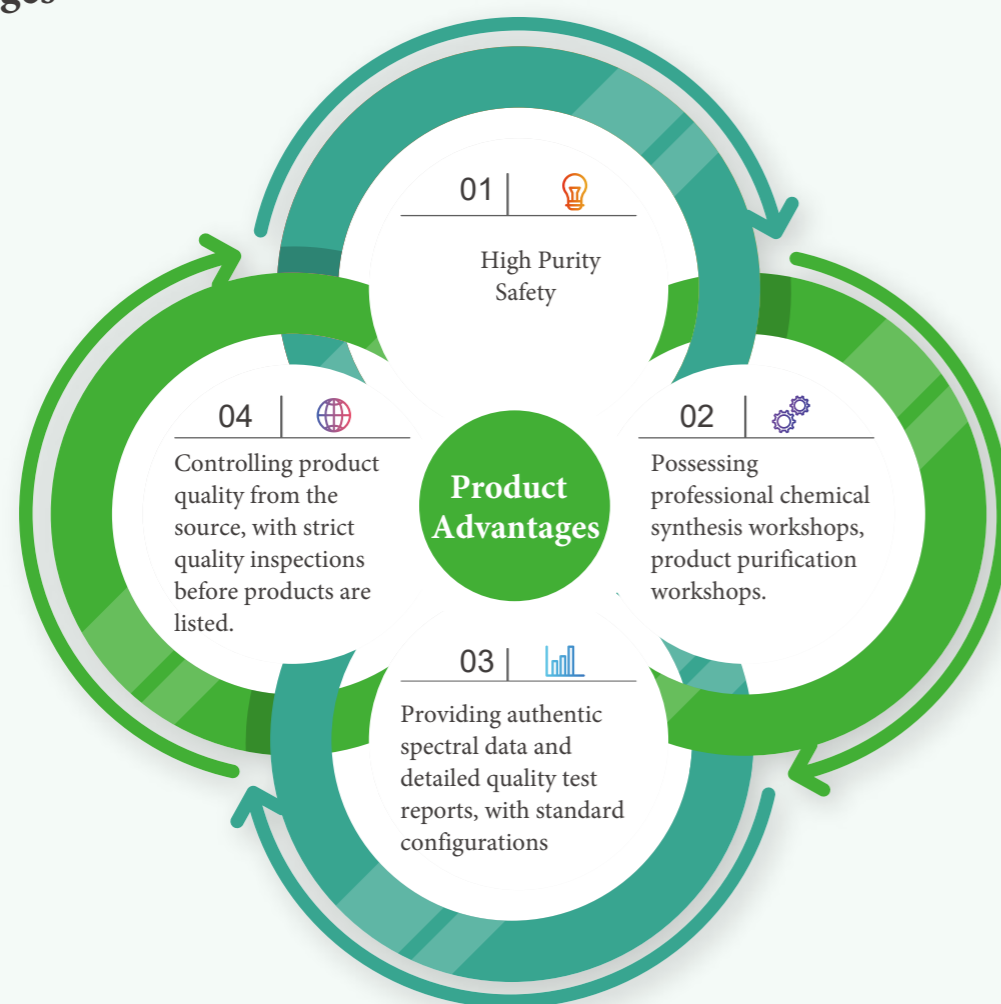 ges
01
High Purity
Safety
04
Controlling product
quality from the
source, with strict
quality inspections
before products are
listed.
Product
Advantages
02
Possessing
professional chemical
synthesis workshops,
product purification
workshops.
03
Providing authentic
spectral data and
detailed quality test
reports, with standard
configurations